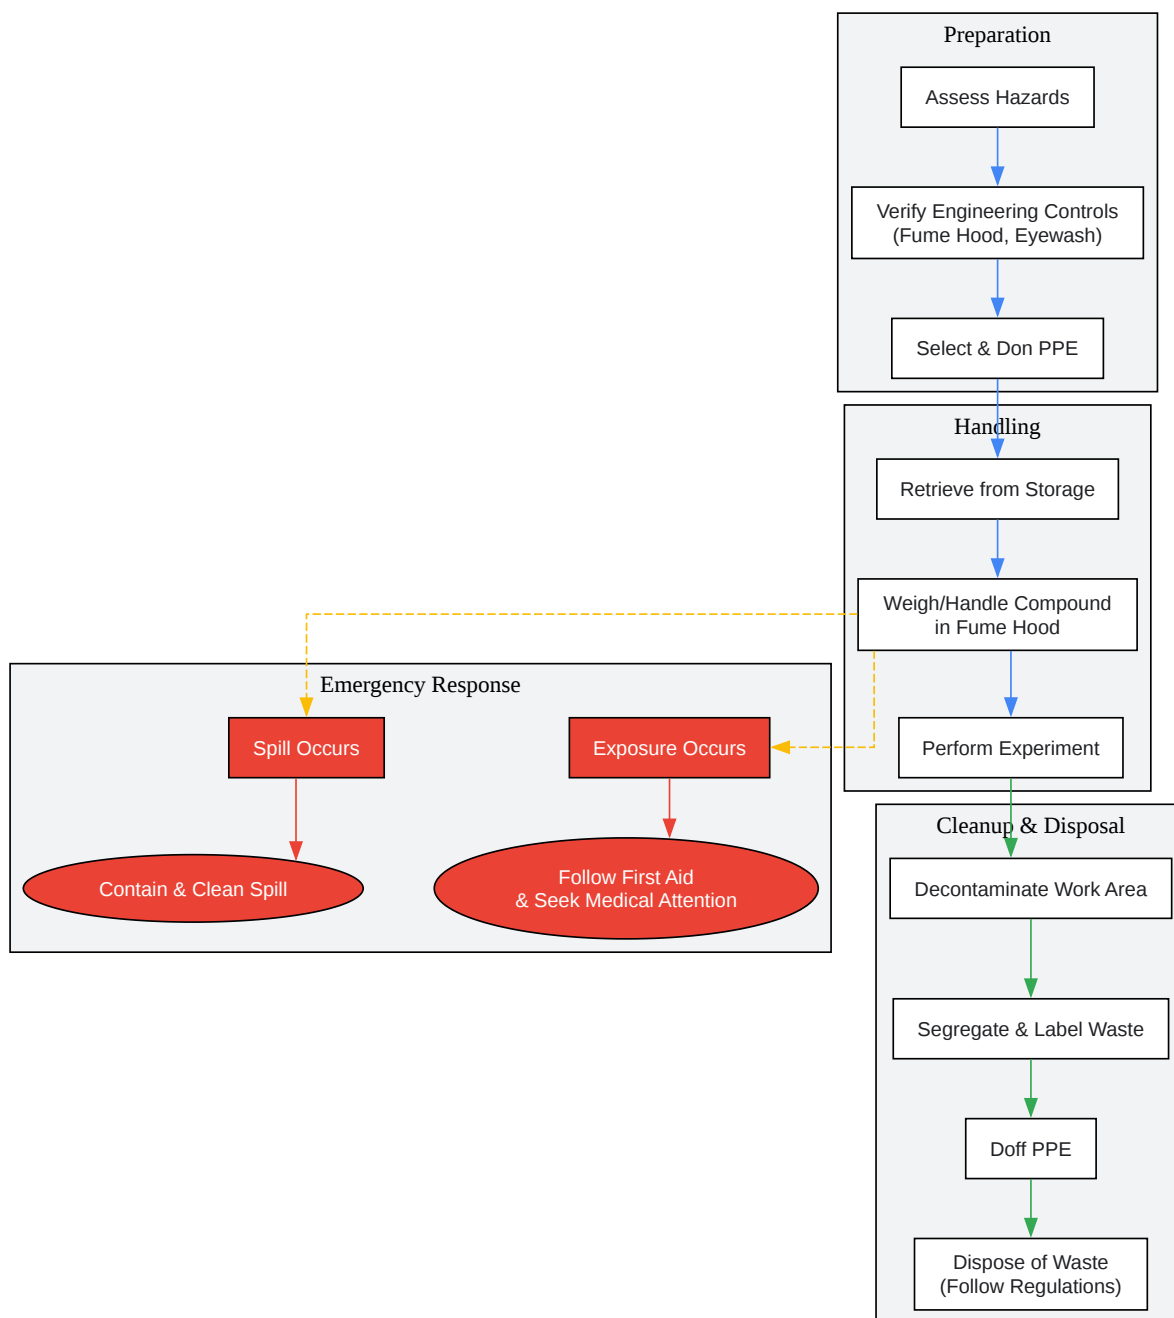 Preparation
Assess Hazards
Verify Engineering Controls
(Fume Hood, Eyewash)
Select & Don PPE
Handling
Retrieve from Storage
Weigh/Handle Compound
in Fume Hood
Perform Experiment
Emergency Response
Spill Occurs
Exposure Occurs
Contain & Clean Spill
Follow First Aid
& Seek Medical Attention
Cleanup & Disposal
Decontaminate Work Area
Segregate & Label Waste
Doff PPE
Dispose of Waste
(Follow Regulations)